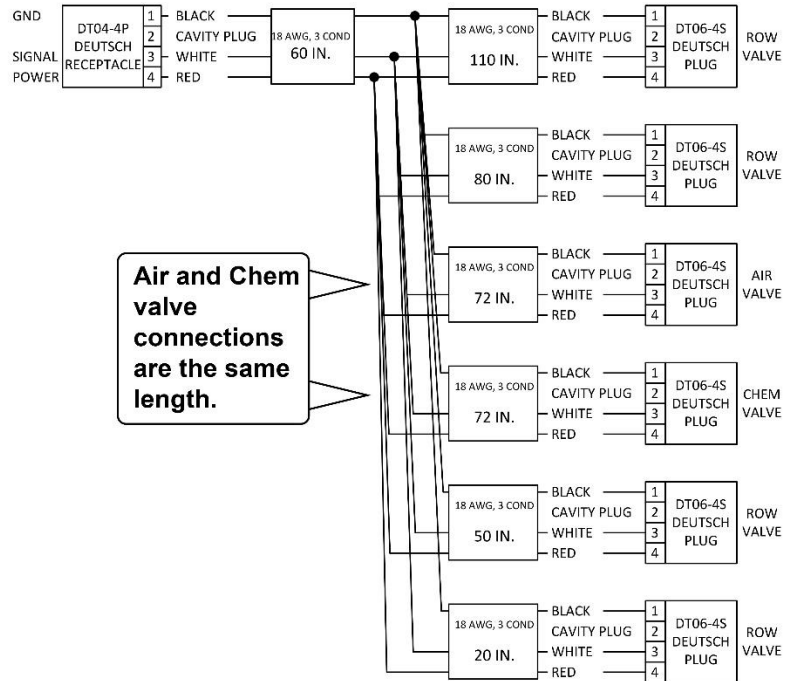 GND
SIGNAL
POWER
DT04-4P
DEUTSCH
RECEPTACLE
1 BLACK
2 CAVITY PLUG
3 WHITE
4 RED
18 AWG, 3 COND
60 IN.
18 AWG, 3 COND
110 IN.
BLACK 1
CAVITY PLUG 2
WHITE 3
RED 4
DT06-4S
DEUTSCH
PLUG
ROW
VALVE
18 AWG, 3 COND
80 IN.
BLACK 1
CAVITY PLUG 2
WHITE 3
RED 4
DT06-4S
DEUTSCH
PLUG
ROW
VALVE
Air and Chem
valve
connections
are the same
length.
18 AWG, 3 COND
72 IN.
BLACK 1
CAVITY PLUG 2
WHITE 3
RED 4
DT06-4S
DEUTSCH
PLUG
AIR
VALVE
18 AWG, 3 COND
72 IN.
BLACK 1
CAVITY PLUG 2
WHITE 3
RED 4
DT06-4S
DEUTSCH
PLUG
CHEM
VALVE
18 AWG, 3 COND
50 IN.
BLACK 1
CAVITY PLUG 2
WHITE 3
RED 4
DT06-4S
DEUTSCH
PLUG
ROW
VALVE
18 AWG, 3 COND
20 IN.
BLACK 1
CAVITY PLUG 2
WHITE 3
RED 4
DT06-4S
DEUTSCH
PLUG
ROW
VALVE